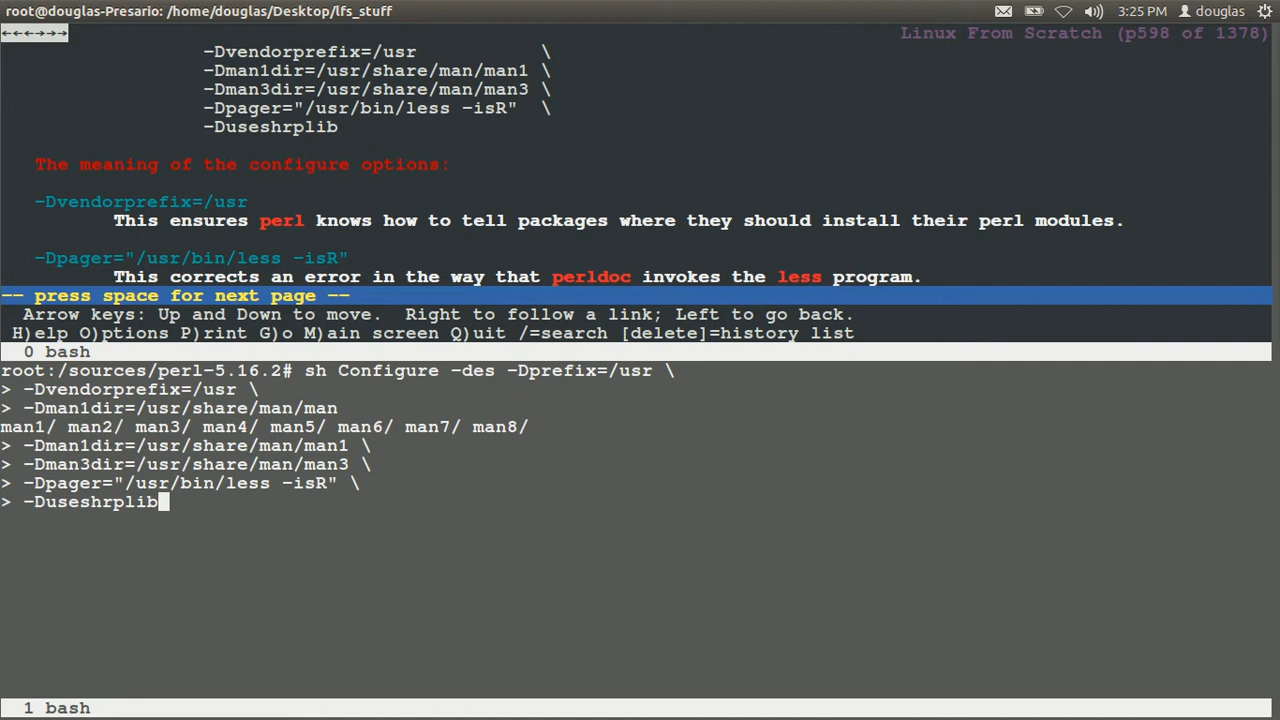 root@douglas-Presario: /home/douglas/Desktop/lfs_stuff
3:25 PM
douglas
←←←→→→
Linux From Scratch (p598 of 1378)
-Dvendorprefix=/usr \
-Dman1dir=/usr/share/man/man1 \
-Dman3dir=/usr/share/man/man3 \
-Dpager="/usr/bin/less -isR" \
-Duseshrplib
The meaning of the configure options:
-Dvendorprefix=/usr
This ensures perl knows how to tell packages where they should install their perl modules.
-Dpager="/usr/bin/less -isR"
This corrects an error in the way that perldoc invokes the less program.
-- press space for next page --
Arrow keys: Up and Down to move. Right to follow a link; Left to go back.
H)elp O)ptions P)rint G)o M)ain screen Q)uit /=search [delete]=history list
0 bash
root:/sources/perl-5.16.2# sh Configure -des -Dprefix=/usr \
> -Dvendorprefix=/usr \
> -Dman1dir=/usr/share/man/man
man1/ man2/ man3/ man4/ man5/ man6/ man7/ man8/
> -Dman1dir=/usr/share/man/man1 \
> -Dman3dir=/usr/share/man/man3 \
> -Dpager="/usr/bin/less -isR" \
> -Duseshrplib
1 bash